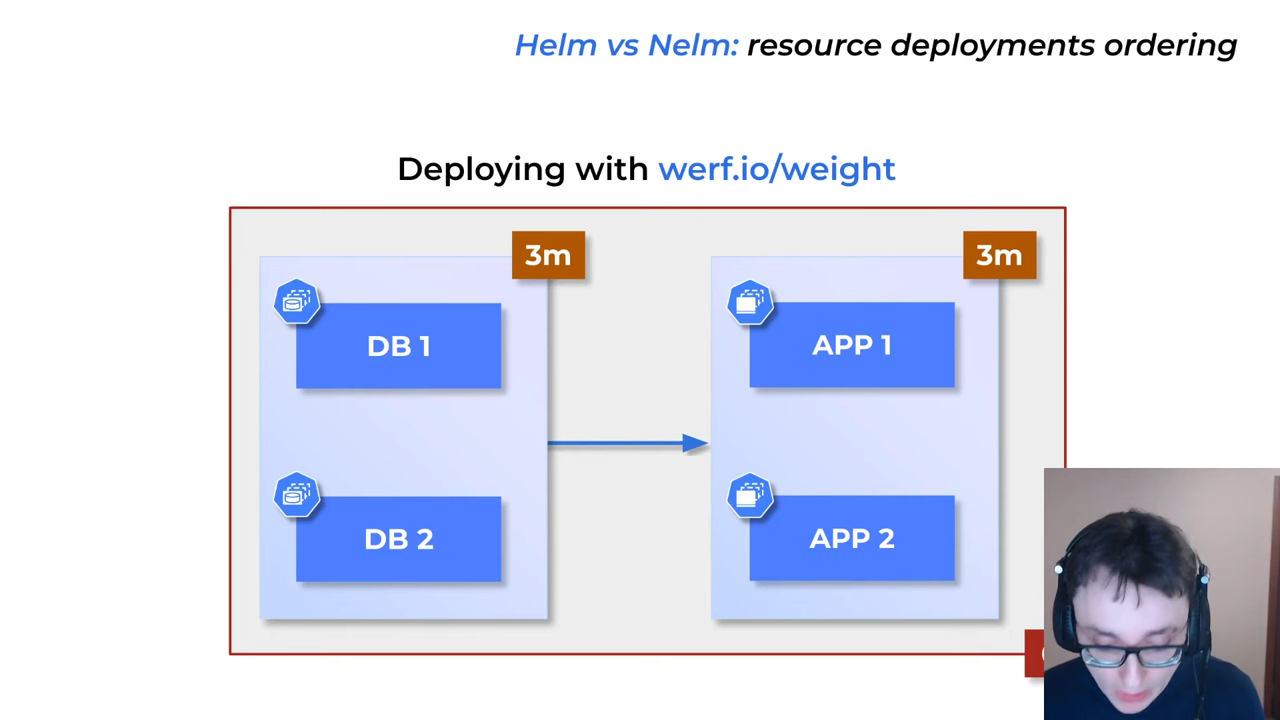 Helm vs Nelm: resource deployments ordering
Deploying with werf.io/weight
3m
3m
DB 1
APP 1
DB 2
APP 2